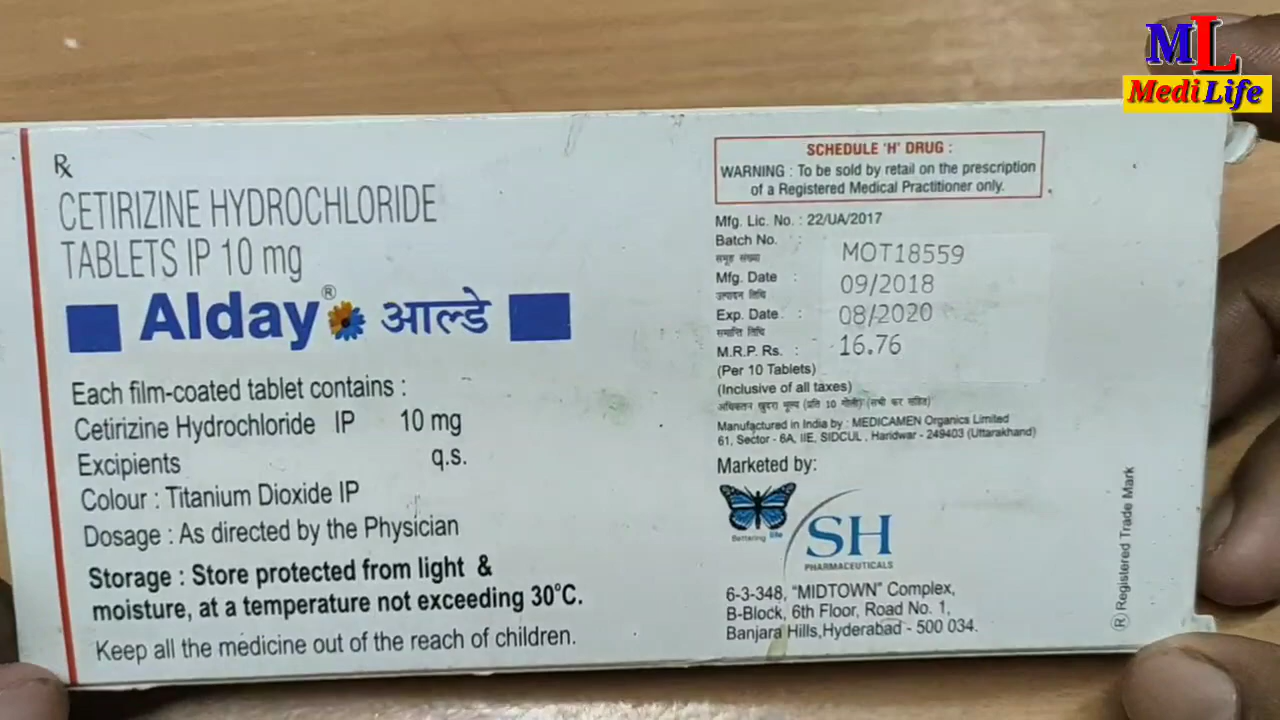 ML
Medi Life
Rx
CETIRIZINE HYDROCHLORIDE
TABLETS IP 10 mg
Alday® आल्डे
Each film-coated tablet contains :
Cetirizine Hydrochloride IP 10 mg
Excipients q.s.
Colour : Titanium Dioxide IP
Dosage : As directed by the Physician
Storage : Store protected from light &
moisture, at a temperature not exceeding 30°C.
Keep all the medicine out of the reach of children.
SCHEDULE 'H' DRUG :
WARNING : To be sold by retail on the prescription
of a Registered Medical Practitioner only.
Mfg. Lic. No. : 22/UA/2017
Batch No. : MOT18559
समूह संख्या
Mfg. Date : 09/2018
उत्पादन तिथि
Exp. Date. : 08/2020
समाप्ति तिथि
M.R.P. Rs. : 16.76
(Per 10 Tablets)
(Inclusive of all taxes)
अधिकतम खुदरा मूल्य (प्रति 10 गोली) (सभी कर सहित)
Manufactured in India by : MEDICAMEN Organics Limited
61, Sector - 6A, IIE, SIDCUL , Haridwar - 249403 (Uttarakhand)
Marketed by:
Bettering life
SH
PHARMACEUTICALS
6-3-348, “MIDTOWN” Complex,
B-Block, 6th Floor, Road No. 1,
Banjara Hills,Hyderabad - 500 034.
® Registered Trade Mark